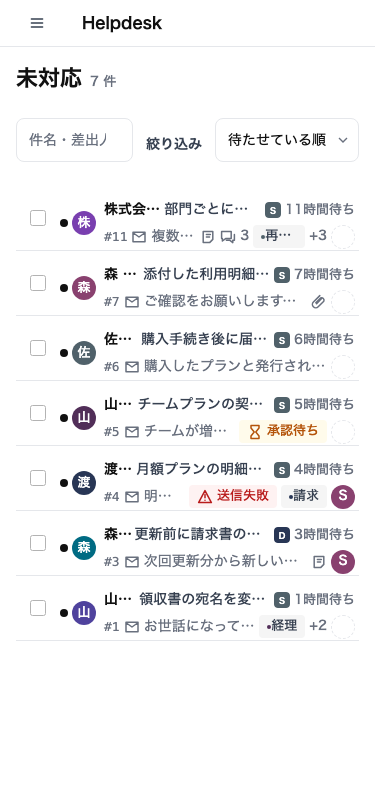 Helpdesk
未対応 7 件
件名・差出人 絞り込み 待たせている順
株 株式会… 部門ごとに… S 11時間待ち
#11 複数… 3 •再… +3
森 森 … 添付した利用明細… S 7時間待ち
#7 ご確認をお願いします…
佐 佐… 購入手続き後に届… S 6時間待ち
#6 購入したプランと発行され…
山 山… チームプランの契… S 5時間待ち
#5 チームが増… 承認待ち
渡 渡… 月額プランの明細… S 4時間待ち
#4 明… 送信失敗 •請求 S
森 森… 更新前に請求書の… D 3時間待ち
#3 次回更新分から新しい… S
山 山… 領収書の宛名を変… S 1時間待ち
#1 お世話になって… •経理 +2